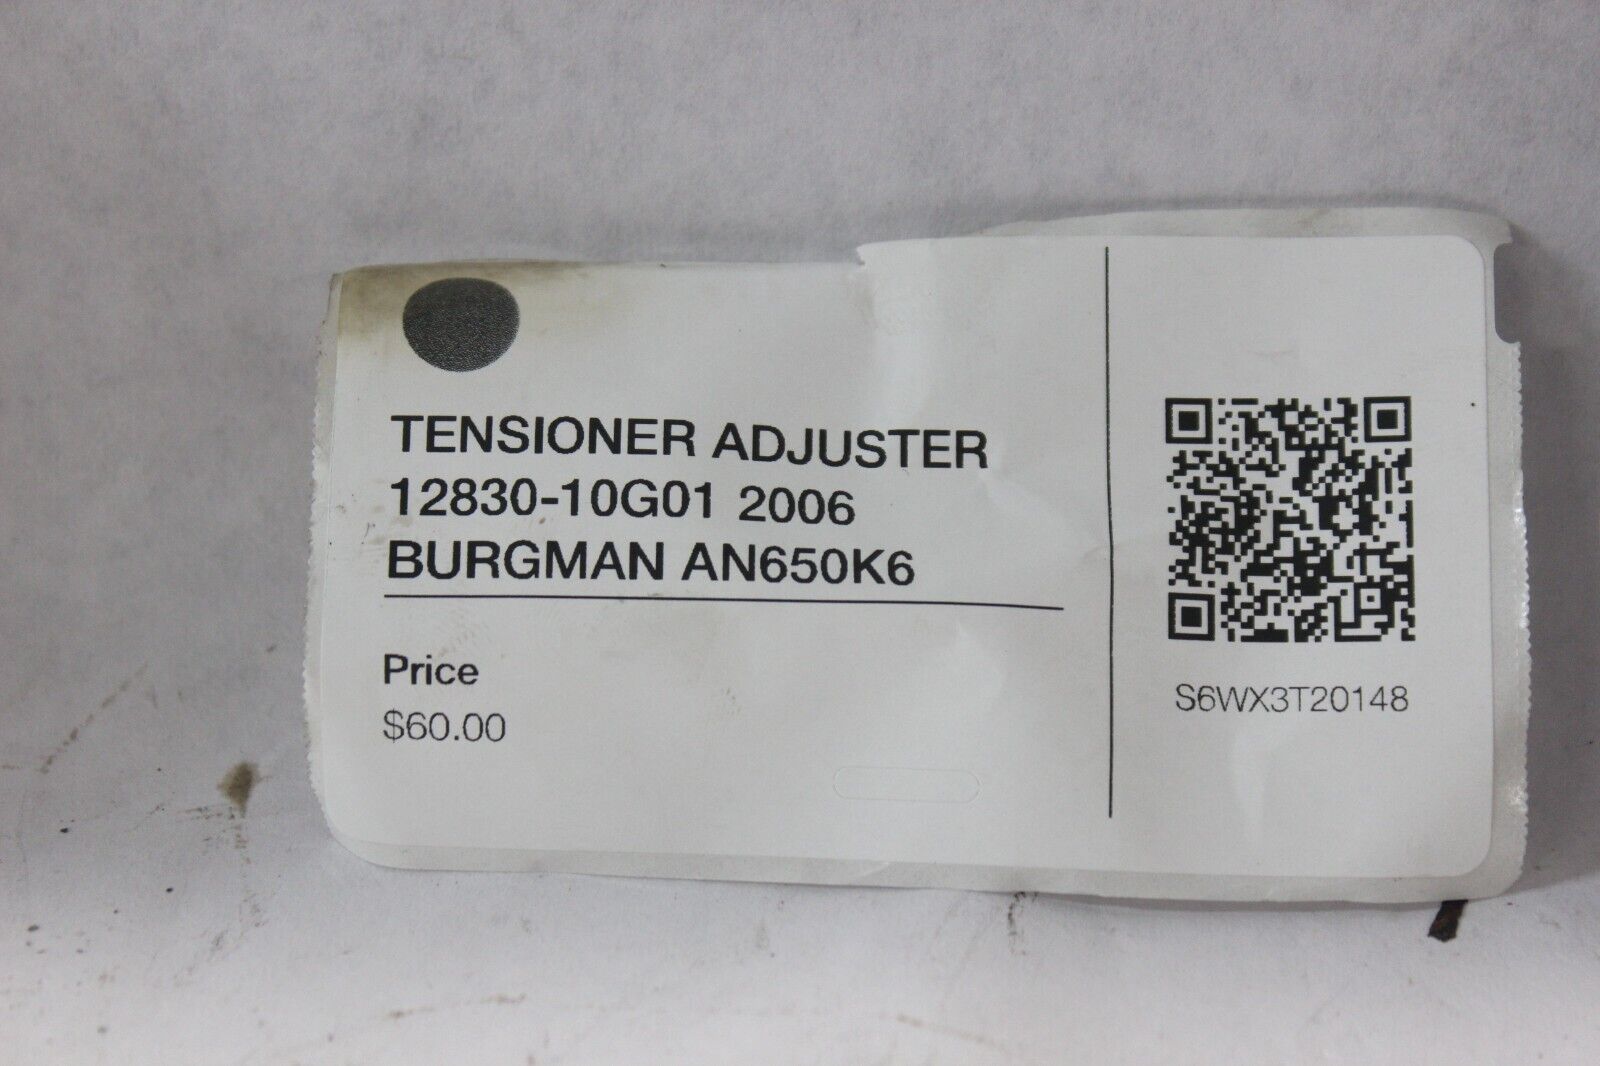 TENSIONER ADJUSTER
12830-10G01 2006
BURGMAN AN650K6
Price
$60.00
S6WX3T20148